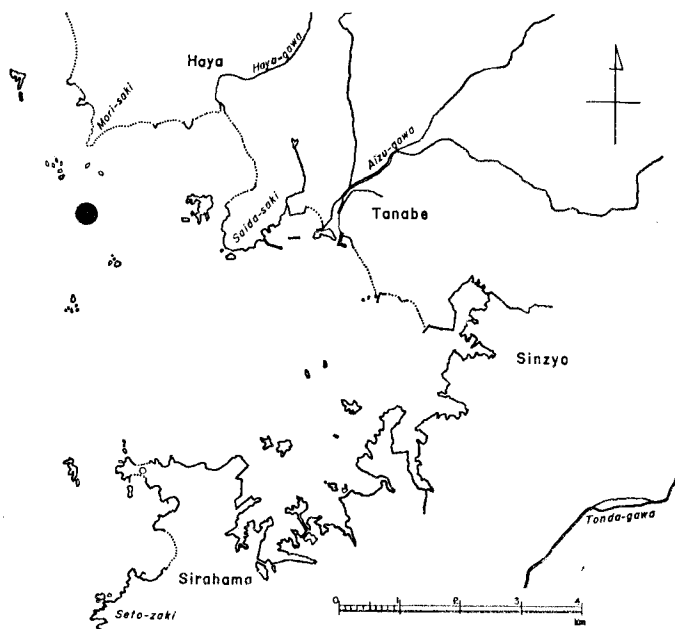 Haya
Haya-gawa
Mori-saki
Aizu-gawa
Saida-saki
Tanabe
Sinzyo
Tonda-gawa
Sirahama
Seto-zaki
0 1 2 3 4
km